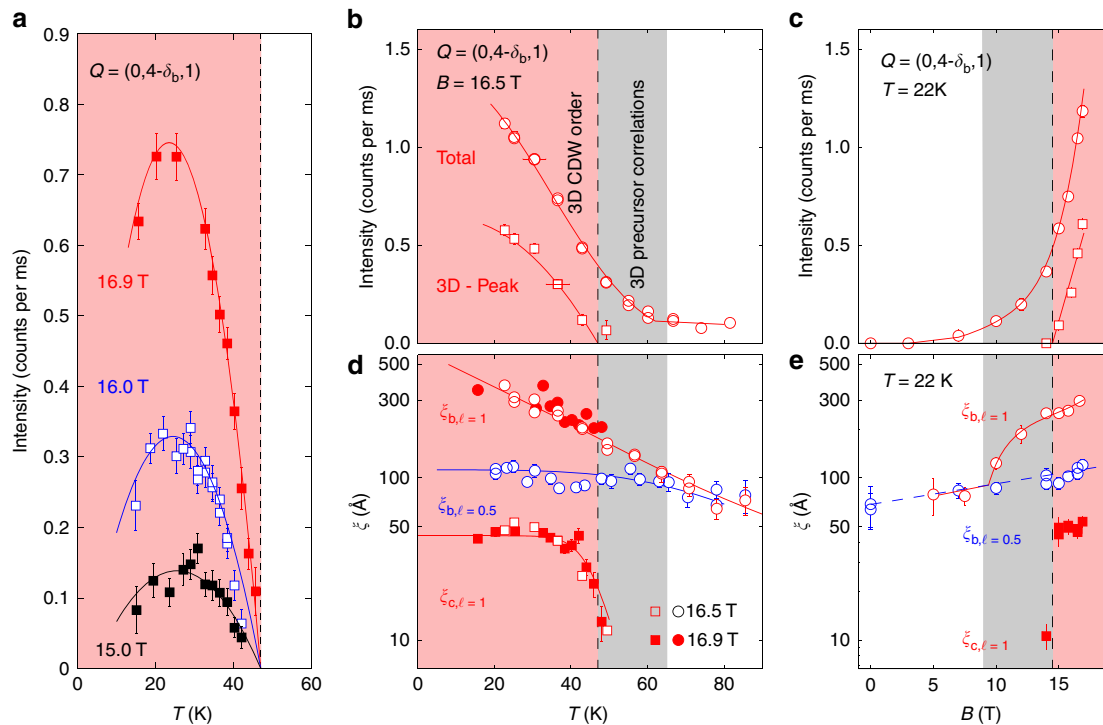 a
0.9
0.8
0.7
0.6
0.5
0.4
0.3
0.2
0.1
0
Intensity (counts per ms)
Q = (0,4-δb,1)
16.9 T
16.0 T
15.0 T
0 20 40 60
T (K)
b
1.5
1.0
0.5
0.0
Intensity (counts per ms)
Q = (0,4-δb,1)
B = 16.5 T
Total
3D - Peak
3D CDW order
3D precursor correlations
c
1.5
1.0
0.5
0.0
Intensity (counts per ms)
Q = (0,4-δb,1)
T = 22K
d
500
300
100
50
10
ξ (Å)
ξb,ℓ = 1
ξb,ℓ = 0.5
ξc,ℓ = 1
16.5 T
16.9 T
0 20 40 60 80
T (K)
e
500
300
100
50
10
ξ (Å)
T = 22 K
ξb,ℓ = 1
ξb,ℓ = 0.5
ξc,ℓ = 1
0 5 10 15
B (T)